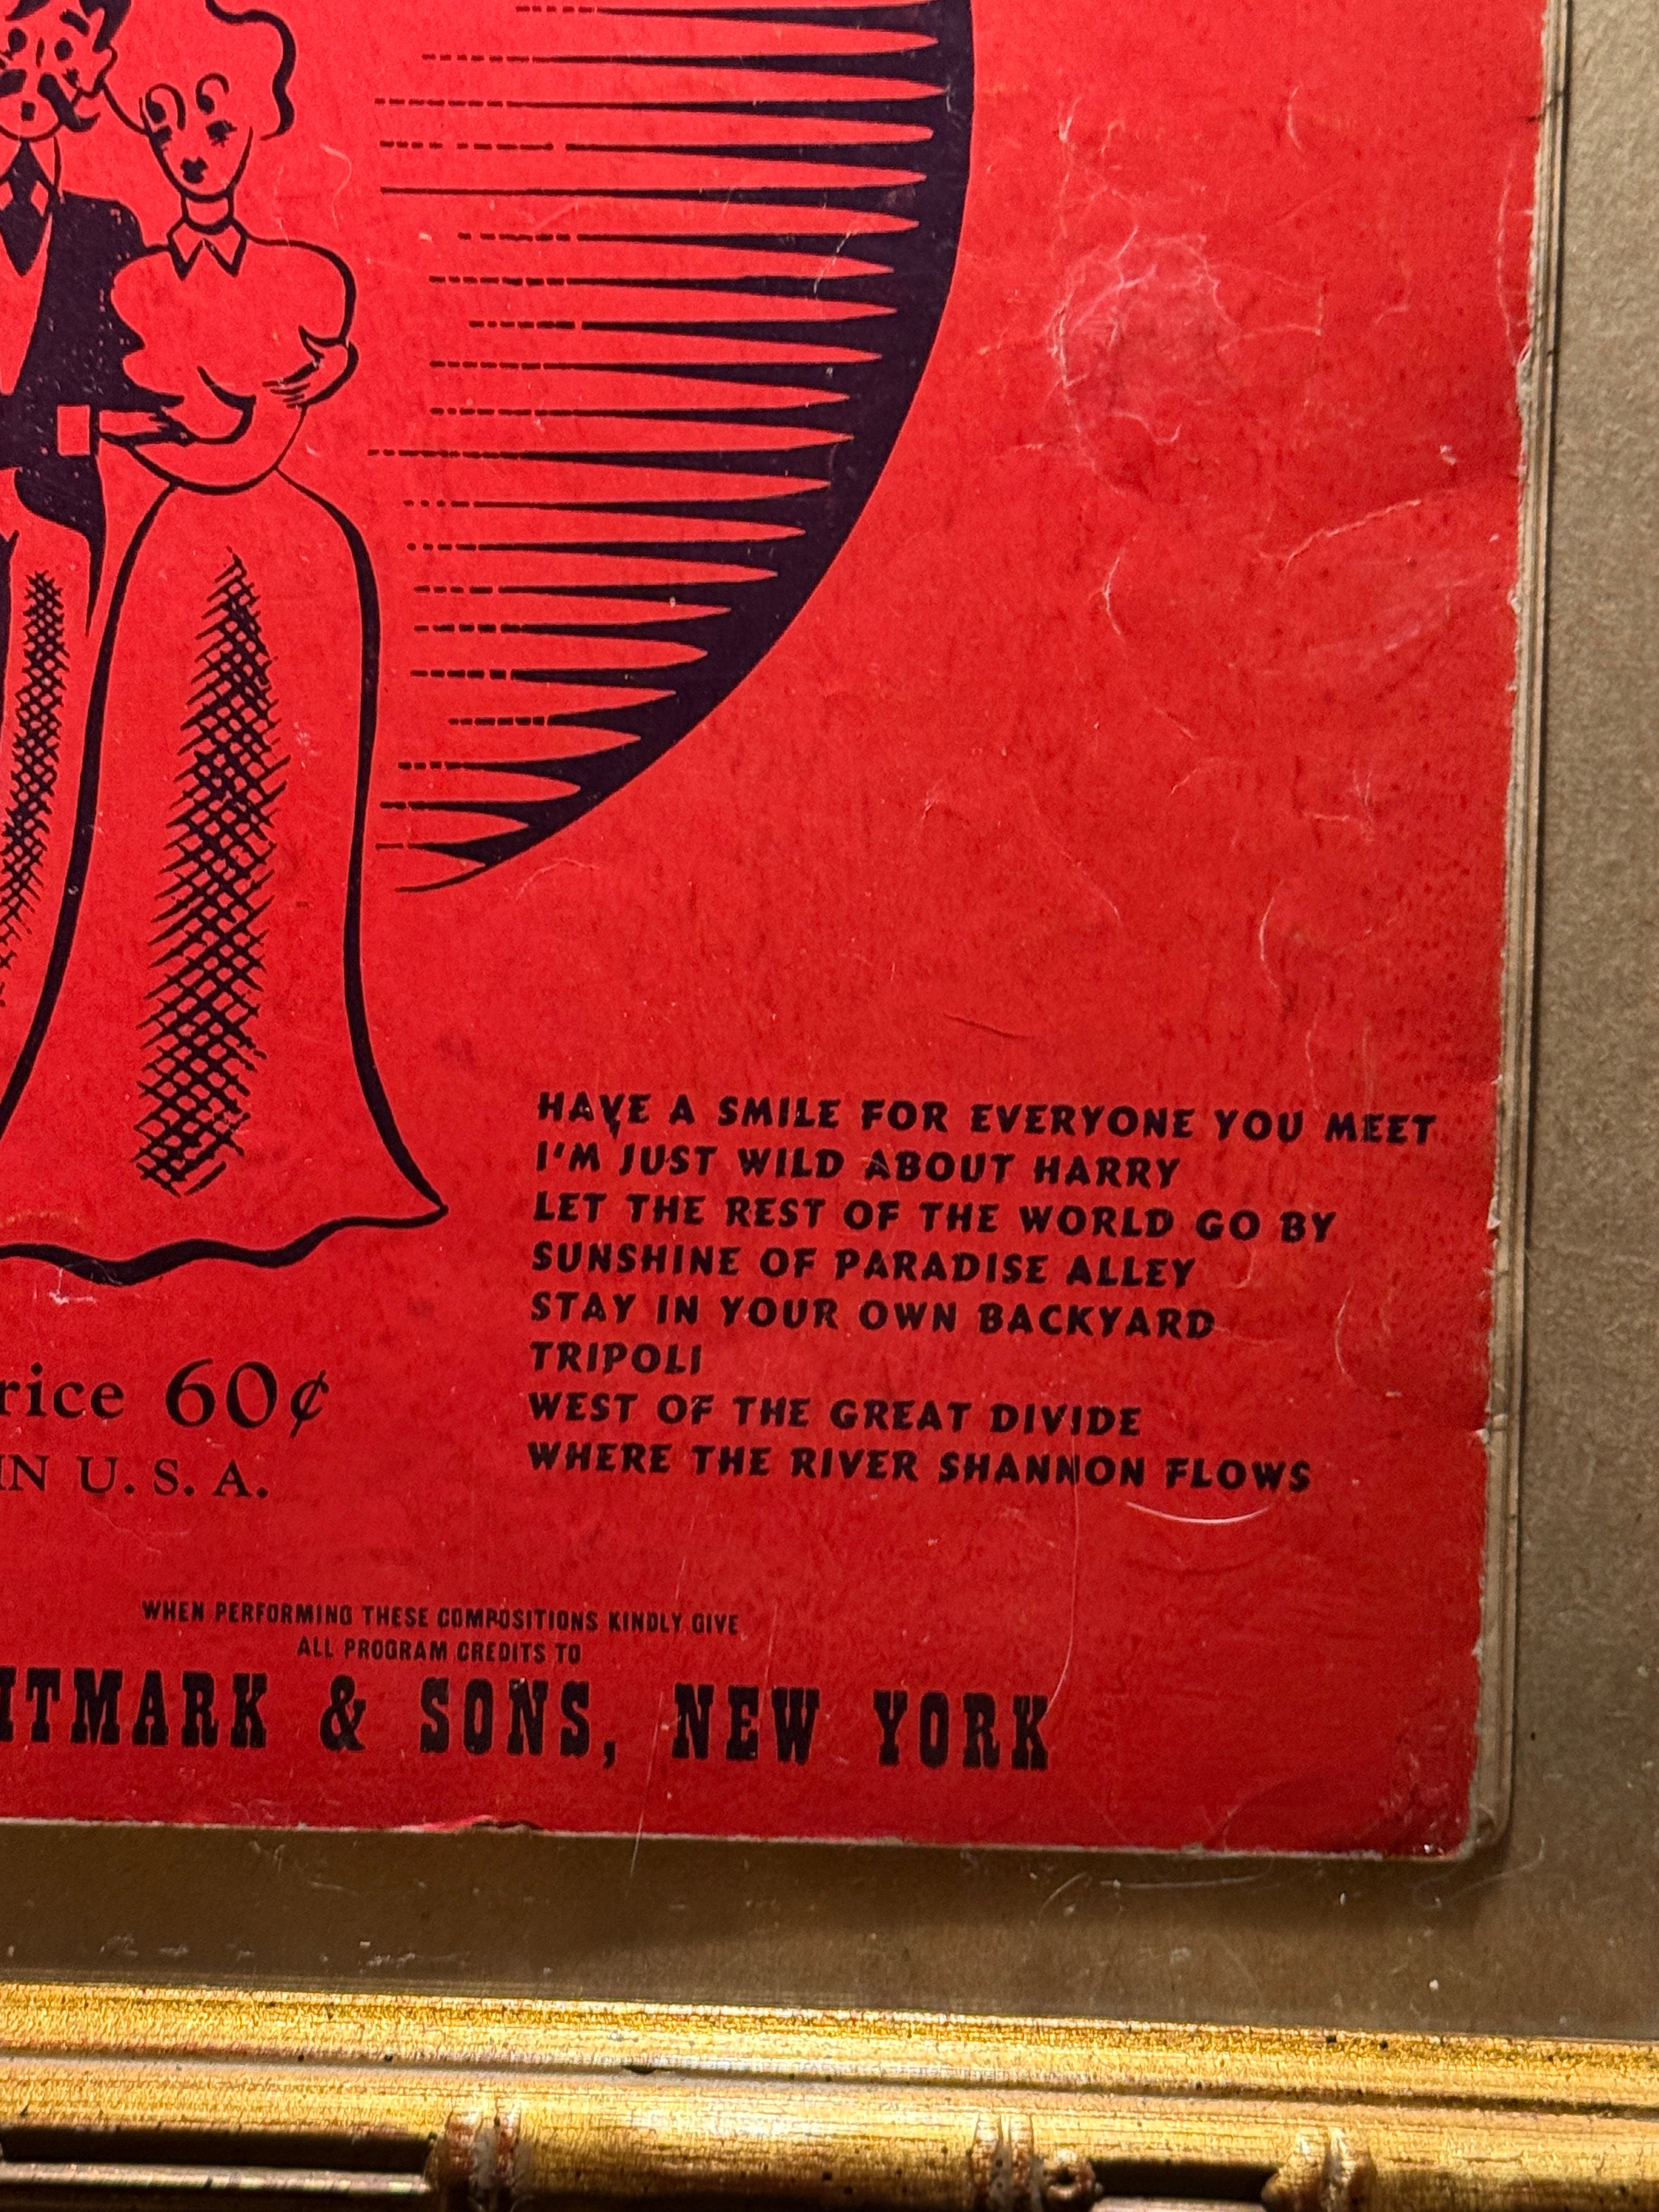 HAVE A SMILE FOR EVERYONE YOU MEET
I'M JUST WILD ABOUT HARRY
LET THE REST OF THE WORLD GO BY
SUNSHINE OF PARADISE ALLEY
STAY IN YOUR OWN BACKYARD
TRIPOLI
WEST OF THE GREAT DIVIDE
WHERE THE RIVER SHANNON FLOWS
rice 60¢
IN U. S. A.
WHEN PERFORMING THESE COMPOSITIONS KINDLY GIVE
ALL PROGRAM CREDITS TO
ITMARK & SONS, NEW YORK